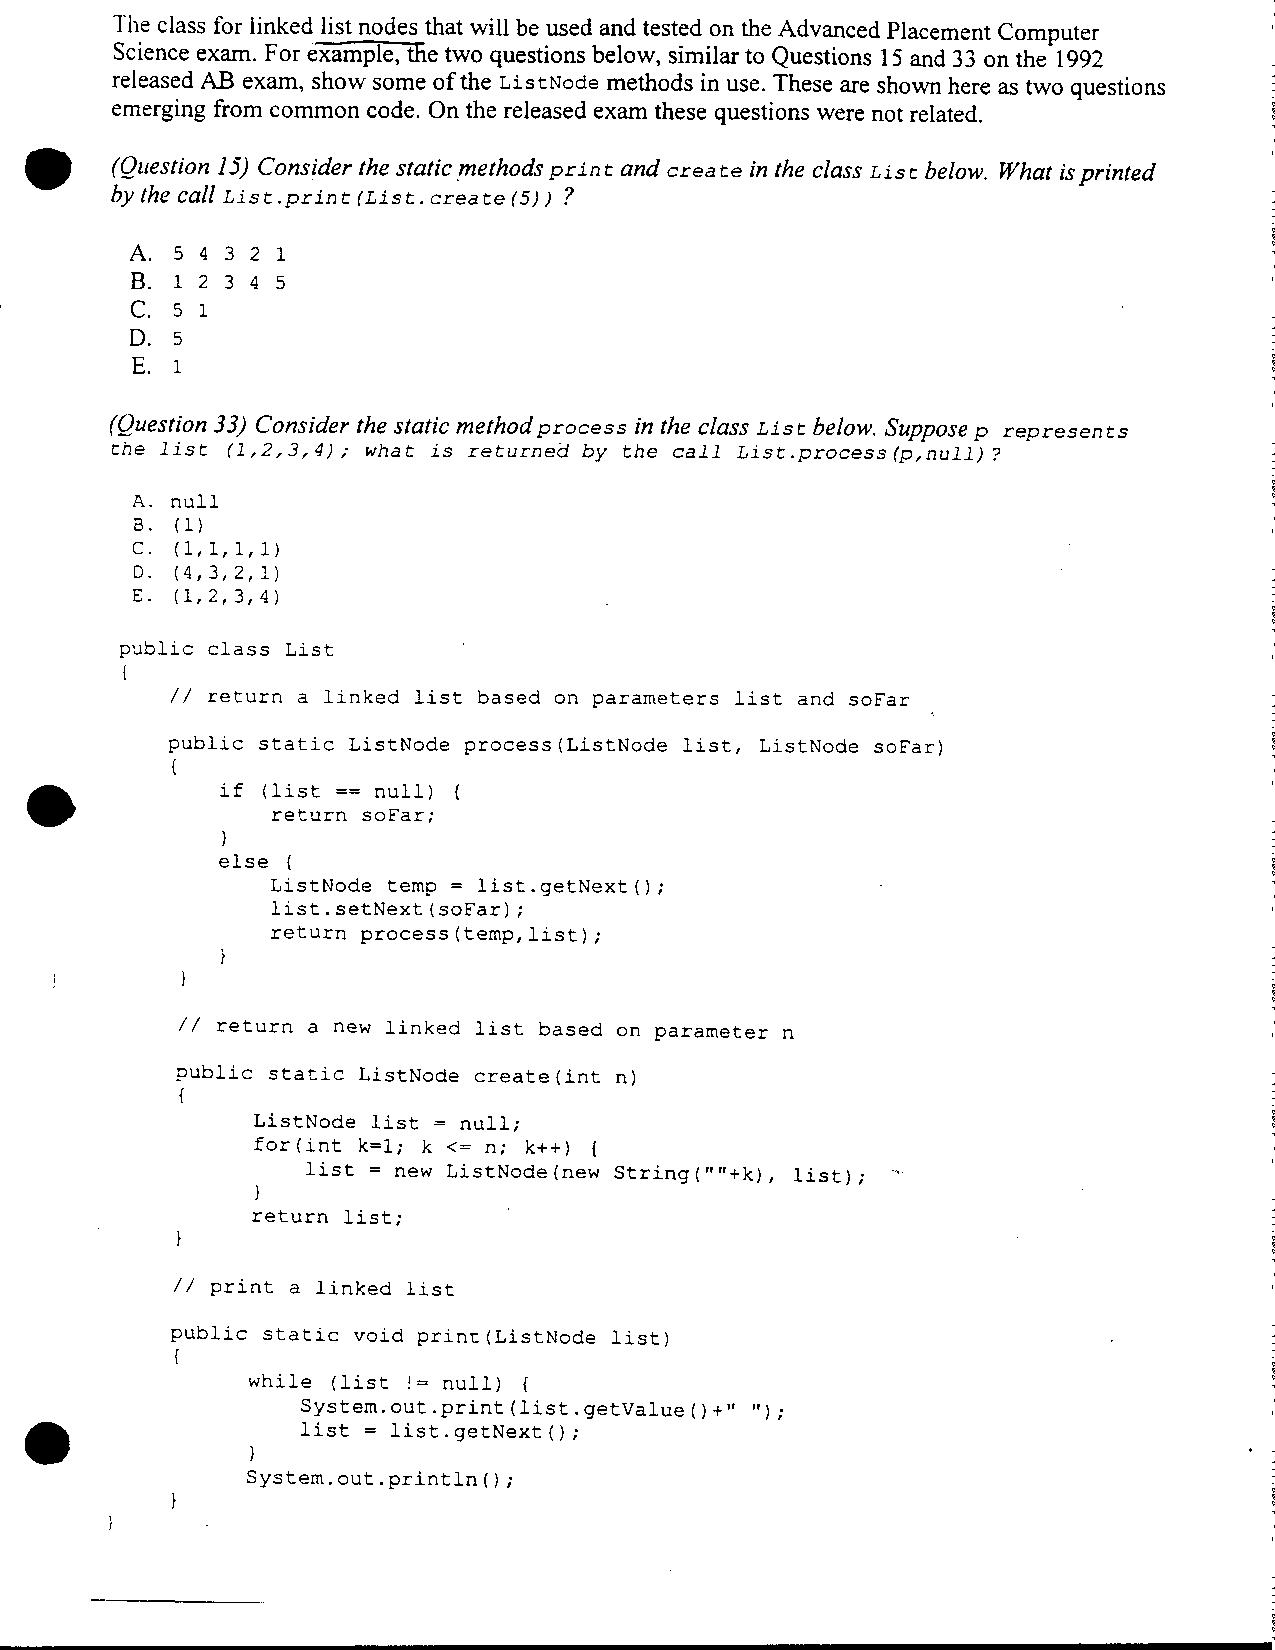 The class for linked list nodes that will be used and tested on the Advanced Placement Computer
Science exam. For example, the two questions below, similar to Questions 15 and 33 on the 1992
released AB exam, show some of the ListNode methods in use. These are shown here as two questions
emerging from common code. On the released exam these questions were not related.
(Question 15) Consider the static methods print and create in the class List below. What is printed
by the call List.print(List.create(5)) ?
A. 5 4 3 2 1
B. 1 2 3 4 5
C. 5 1
D. 5
E. 1
(Question 33) Consider the static method process in the class List below. Suppose p represents
the list (1,2,3,4); what is returned by the call List.process(p,null)?
A. null
B. (1)
C. (1,1,1,1)
D. (4,3,2,1)
E. (1,2,3,4)
public class List
{
// return a linked list based on parameters list and soFar
public static ListNode process(ListNode list, ListNode soFar)
{
if (list == null) {
return soFar;
}
else {
ListNode temp = list.getNext();
list.setNext(soFar);
return process(temp,list);
}
}
// return a new linked list based on parameter n
public static ListNode create(int n)
{
ListNode list = null;
for(int k=1; k <= n; k++) {
list = new ListNode(new String(""+k), list);
}
return list;
}
// print a linked list
public static void print(ListNode list)
{
while (list != null) {
System.out.print(list.getValue()+" ");
list = list.getNext();
}
System.out.println();
}
}